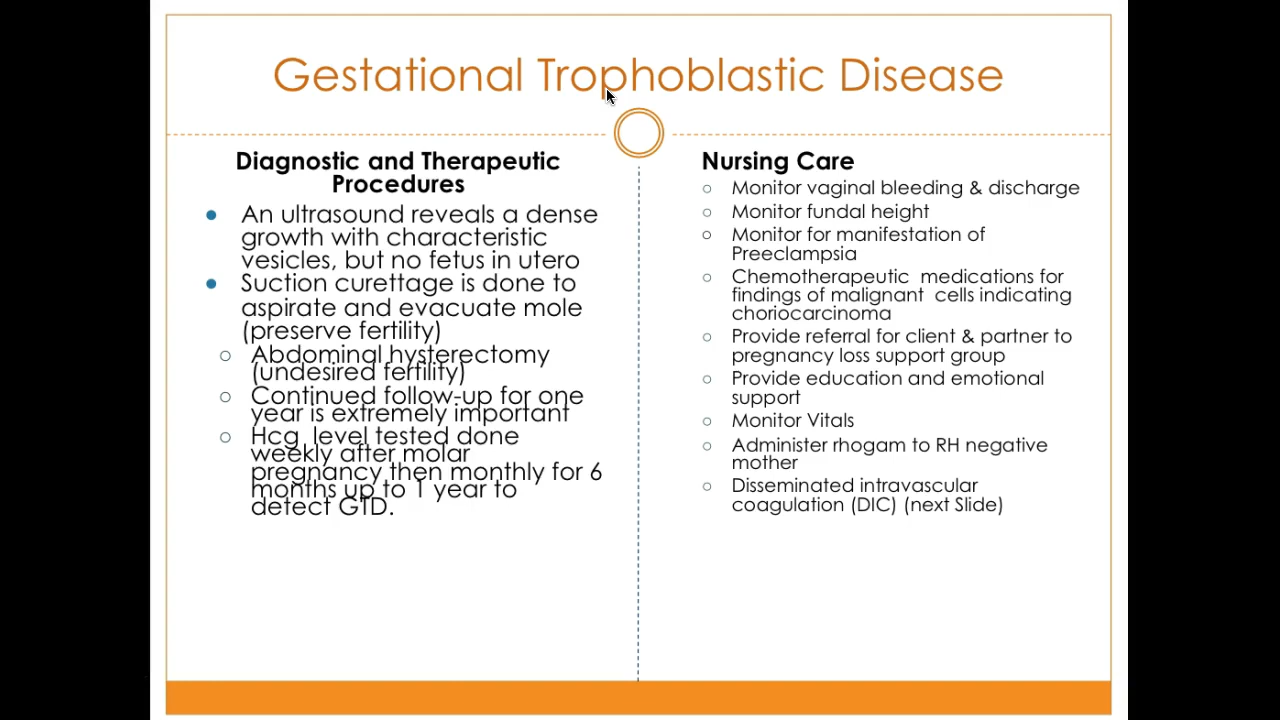 Gestational Trophoblastic Disease
Diagnostic and Therapeutic
Procedures
An ultrasound reveals a dense
growth with characteristic
vesicles, but no fetus in utero
Suction curettage is done to
aspirate and evacuate mole
(preserve fertility)
Abdominal hysterectomy
(undesired fertility)
Continued follow-up for one
year is extremely important
Hcg level tested done
weekly after molar
pregnancy then monthly for 6
months up to 1 year to
detect GTD.
Nursing Care
Monitor vaginal bleeding & discharge
Monitor fundal height
Monitor for manifestation of
Preeclampsia
Chemotherapeutic medications for
findings of malignant cells indicating
choriocarcinoma
Provide referral for client & partner to
pregnancy loss support group
Provide education and emotional
support
Monitor Vitals
Administer rhogam to RH negative
mother
Disseminated intravascular
coagulation (DIC) (next Slide)